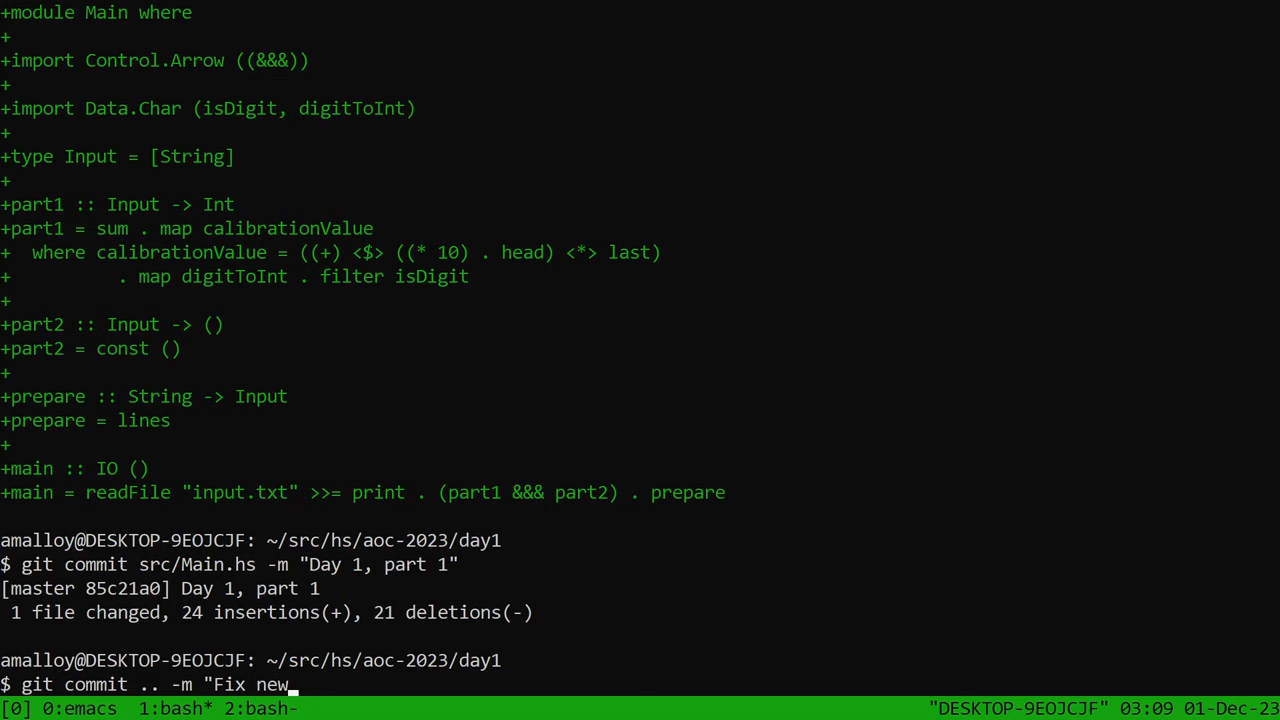 +module Main where
+
+import Control.Arrow ((&&&))
+
+import Data.Char (isDigit, digitToInt)
+
+type Input = [String]
+
+part1 :: Input -> Int
+part1 = sum . map calibrationValue
+  where calibrationValue = ((+) <$> ((* 10) . head) <*> last)
+          . map digitToInt . filter isDigit
+
+part2 :: Input -> ()
+part2 = const ()
+
+prepare :: String -> Input
+prepare = lines
+
+main :: IO ()
+main = readFile "input.txt" >>= print . (part1 &&& part2) . prepare
amalloy@DESKTOP-9EOJCJF: ~/src/hs/aoc-2023/day1
$ git commit src/Main.hs -m "Day 1, part 1"
[master 85c21a0] Day 1, part 1
 1 file changed, 24 insertions(+), 21 deletions(-)
amalloy@DESKTOP-9EOJCJF: ~/src/hs/aoc-2023/day1
$ git commit .. -m "Fix new
[0] 0:emacs  1:bash* 2:bash-  "DESKTOP-9EOJCJF" 03:09 01-Dec-23